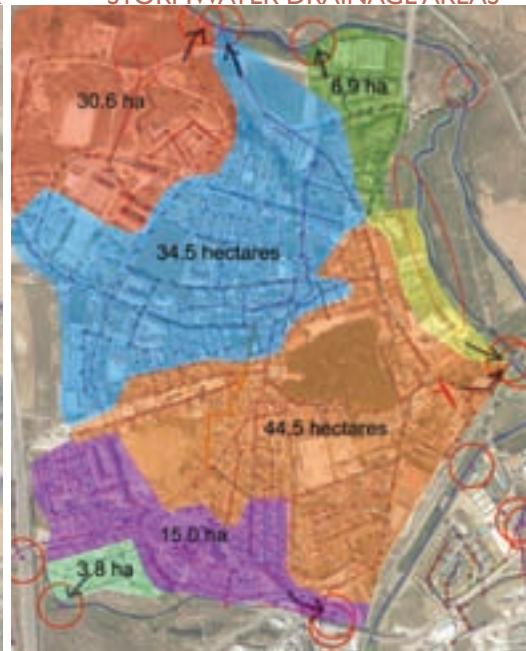 STORMWATER DRAINAGE AREAS
30.6 ha
6.9 ha
34.5 hectares
44.5 hectares
15.0 ha
3.8 ha